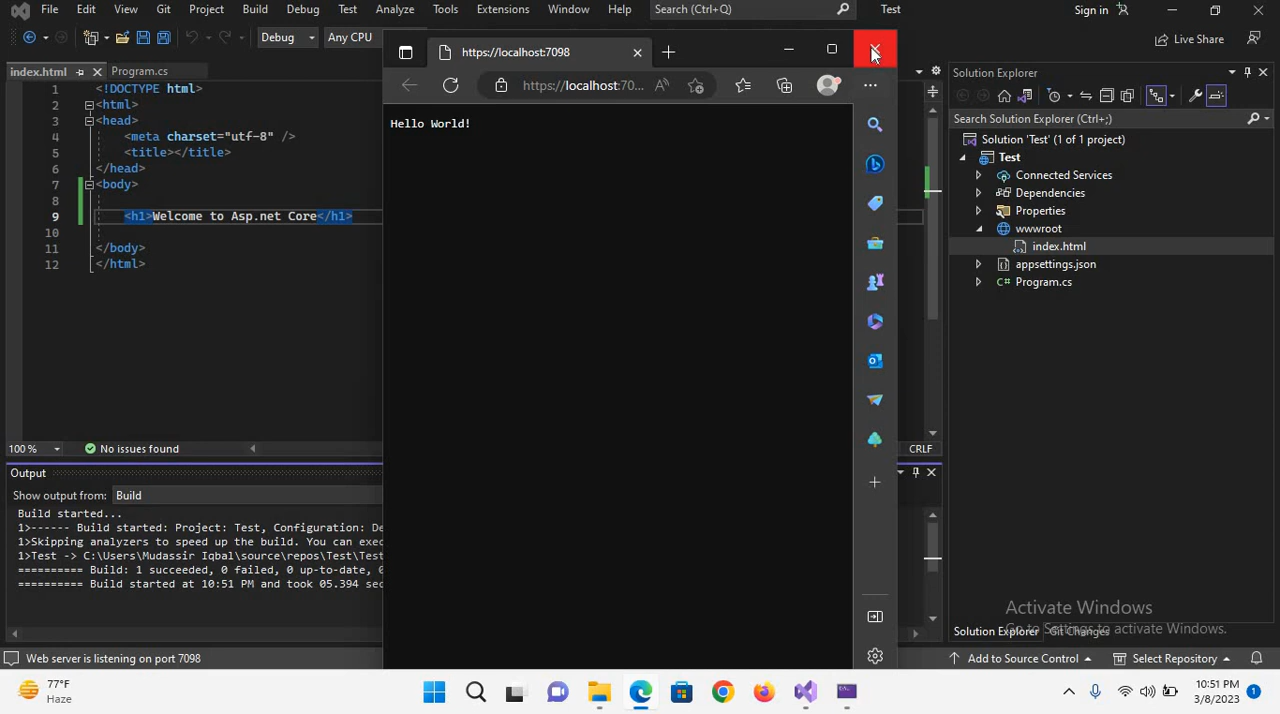 File Edit View Git Project Build Debug Test Analyze Tools Extensions Window Help Search (Ctrl+Q) Test Sign in
Debug Any CPU Live Share
index.html Program.cs
https://localhost:7098
https://localhost:70...
Hello World!
1 <!DOCTYPE html>
2 <html>
3 <head>
4 <meta charset="utf-8" />
5 <title></title>
6 </head>
7 <body>
8
9 <h1>Welcome to Asp.net Core</h1>
10
11 </body>
12 </html>
100 % No issues found CRLF
Output
Show output from: Build
Build started...
1>------ Build started: Project: Test, Configuration: De
1>Skipping analyzers to speed up the build. You can exec
1>Test -> C:\Users\Mudassir Iqbal\source\repos\Test\Test
========== Build: 1 succeeded, 0 failed, 0 up-to-date, 0
========== Build started at 10:51 PM and took 05.394 sec
Solution Explorer
Search Solution Explorer (Ctrl+;)
Solution 'Test' (1 of 1 project)
Test
Connected Services
Dependencies
Properties
wwwroot
index.html
appsettings.json
C# Program.cs
Activate Windows
Go to Settings to activate Windows.
Solution Explorer Git Changes
Web server is listening on port 7098 Add to Source Control Select Repository
77°F
Haze
10:51 PM
3/8/2023
1